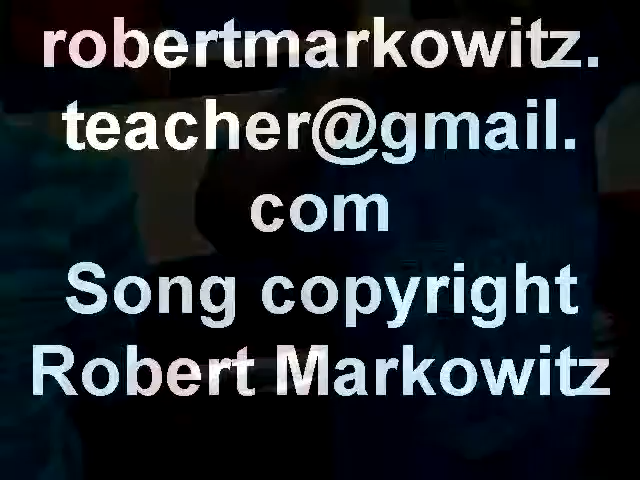 robertmarkowitz.
teacher@gmail.
com
Song copyright
Robert Markowitz